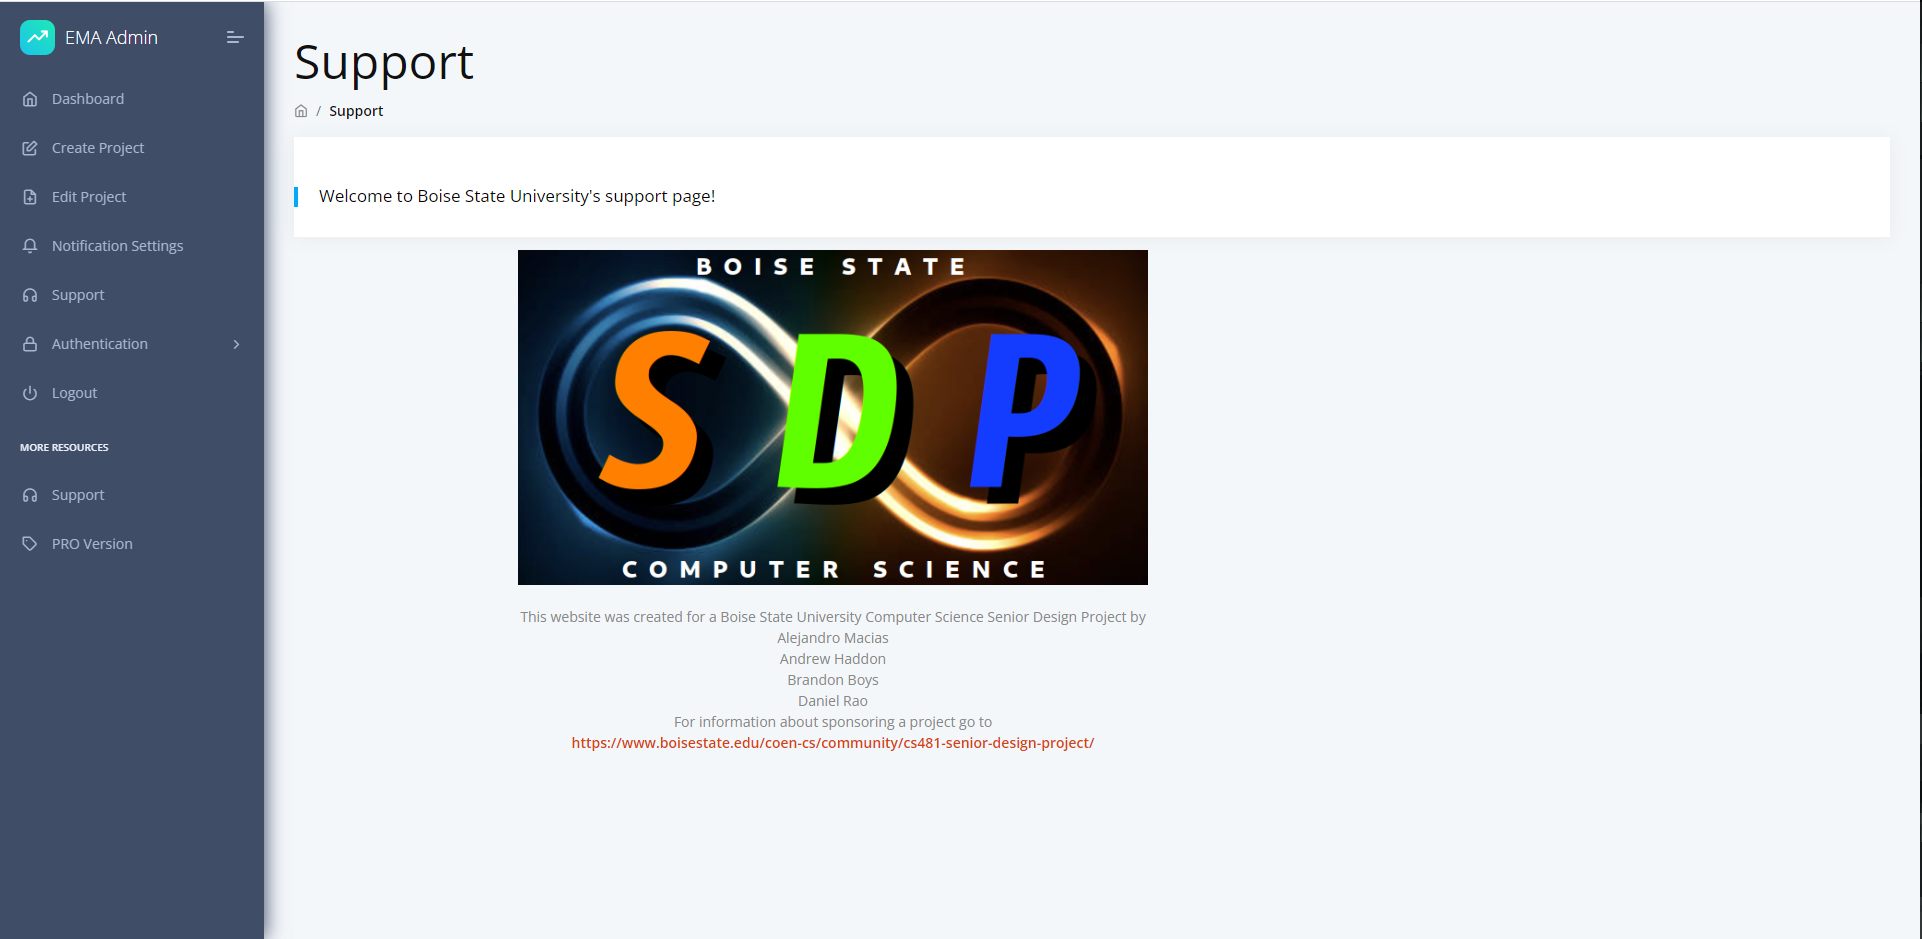 EMA Admin
Dashboard
Create Project
Edit Project
Notification Settings
Support
Authentication
Logout
MORE RESOURCES
Support
PRO Version
Support
/ Support
Welcome to Boise State University's support page!
BOISE STATE
SDP
COMPUTER SCIENCE
This website was created for a Boise State University Computer Science Senior Design Project by
Alejandro Macias
Andrew Haddon
Brandon Boys
Daniel Rao
For information about sponsoring a project go to
https://www.boisestate.edu/coen-cs/community/cs481-senior-design-project/